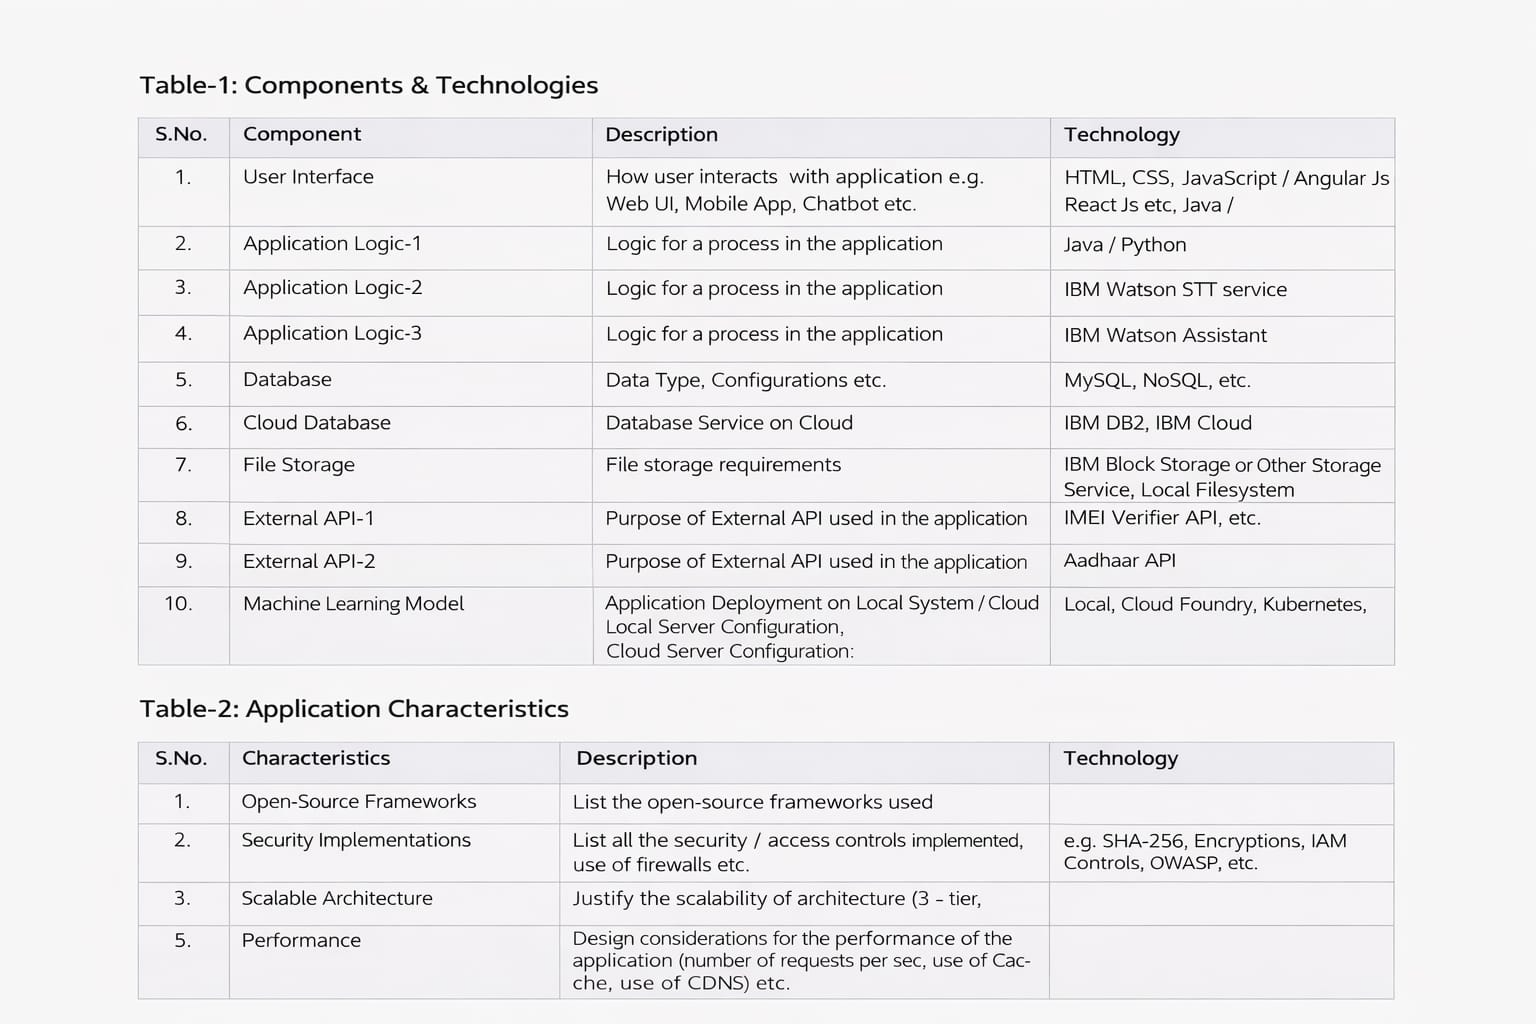 Table-1: Components & Technologies
S.No. Component Description Technology
1. User Interface How user interacts with application e.g. HTML, CSS, JavaScript / Angular Js
Web UI, Mobile App, Chatbot etc. React Js etc, Java /
2. Application Logic-1 Logic for a process in the application Java / Python
3. Application Logic-2 Logic for a process in the application IBM Watson STT service
4. Application Logic-3 Logic for a process in the application IBM Watson Assistant
5. Database Data Type, Configurations etc. MySQL, NoSQL, etc.
6. Cloud Database Database Service on Cloud IBM DB2, IBM Cloud
7. File Storage File storage requirements IBM Block Storage or Other Storage
Service, Local Filesystem
8. External API-1 Purpose of External API used in the application IMEI Verifier API, etc.
9. External API-2 Purpose of External API used in the application Aadhaar API
10. Machine Learning Model Application Deployment on Local System / Cloud Local, Cloud Foundry, Kubernetes,
Local Server Configuration,
Cloud Server Configuration:
Table-2: Application Characteristics
S.No. Characteristics Description Technology
1. Open-Source Frameworks List the open-source frameworks used
2. Security Implementations List all the security / access controls implemented, e.g. SHA-256, Encryptions, IAM
use of firewalls etc. Controls, OWASP, etc.
3. Scalable Architecture Justify the scalability of architecture (3 – tier,
5. Performance Design considerations for the performance of the
application (number of requests per sec, use of Cac-
che, use of CDNS) etc.